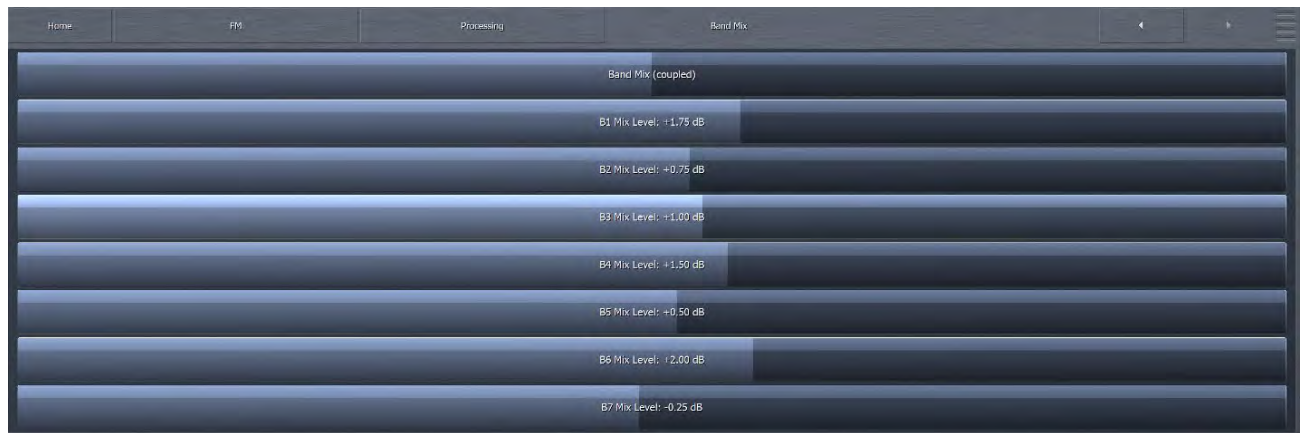 Home FM Processing Band Mix
Band Mix (coupled)
B1 Mix Level: +1.75 dB
B2 Mix Level: +0.75 dB
B3 Mix Level: +1.00 dB
B4 Mix Level: +1.50 dB
B5 Mix Level: +0.50 dB
B6 Mix Level: +2.00 dB
B7 Mix Level: -0.25 dB